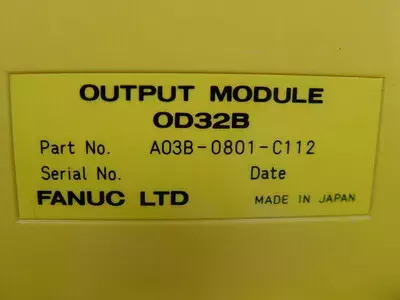 OUTPUT MODULE
OD32B
Part No. A03B-0801-C112
Serial No. Date
FANUC LTD MADE IN JAPAN